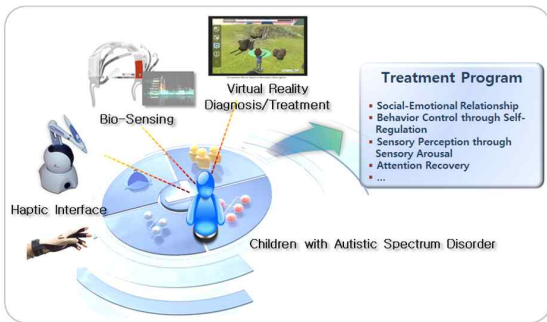 Virtual Reality
Diagnosis/Treatment
Bio-Sensing
Haptic Interface
Children with Autistic Spectrum Disorder
Treatment Program
▪ Social-Emotional Relationship
▪ Behavior Control through Self-
Regulation
▪ Sensory Perception through
Sensory Arousal
▪ Attention Recovery
▪ ...